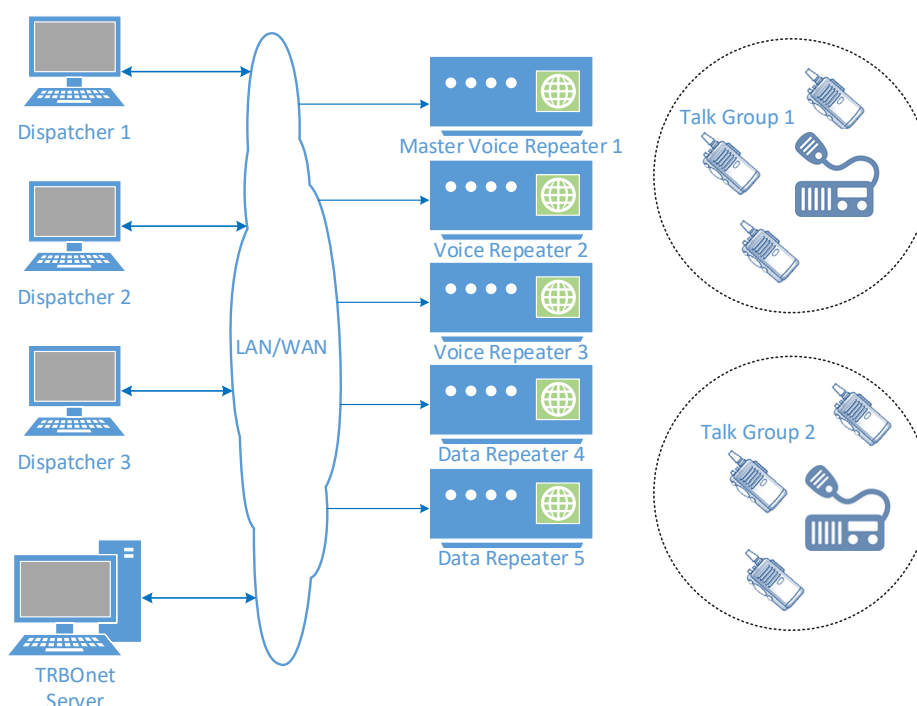 Dispatcher 1
Dispatcher 2
Dispatcher 3
TRBOnet
Server
LAN/WAN
Master Voice Repeater 1
Voice Repeater 2
Voice Repeater 3
Data Repeater 4
Data Repeater 5
Talk Group 1
Talk Group 2